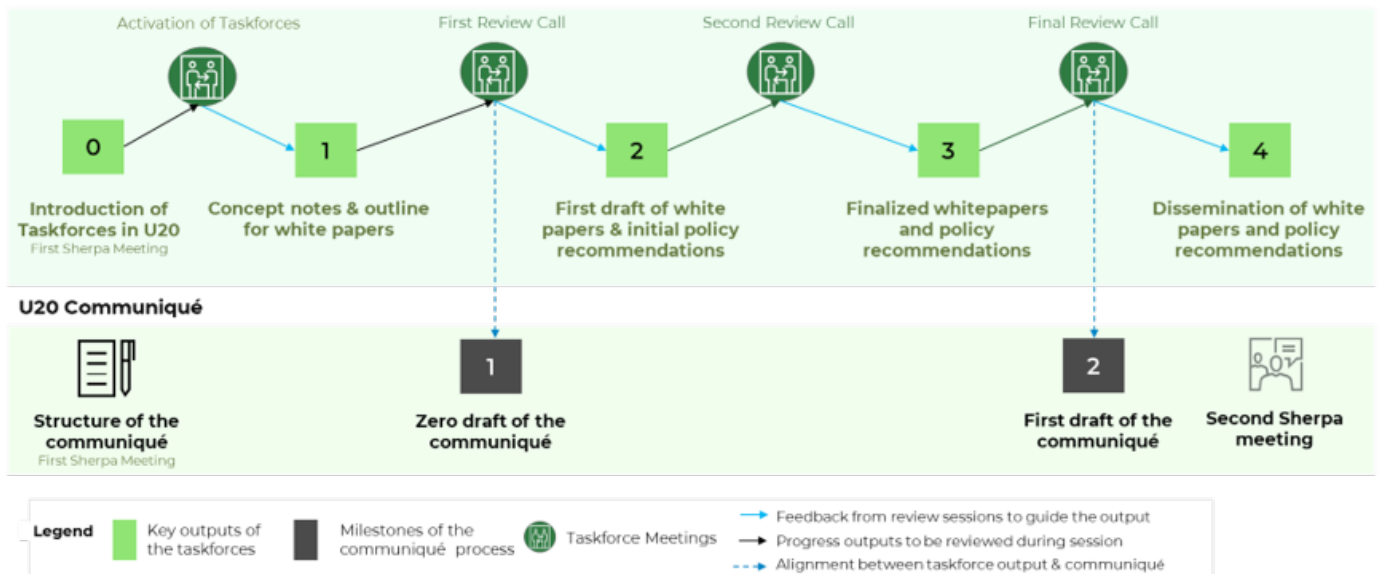 Activation of Taskforces
First Review Call
Second Review Call
Final Review Call
0
1
2
3
4
Introduction of
Taskforces in U20
First Sherpa Meeting
Concept notes & outline
for white papers
First draft of white
papers & initial policy
recommendations
Finalized whitepapers
and policy
recommendations
Dissemination of white
papers and policy
recommendations
U20 Communiqué
1
2
Structure of the
communiqué
First Sherpa Meeting
Zero draft of the
communiqué
First draft of the
communiqué
Second Sherpa
meeting
Legend
Key outputs of
the taskforces
Milestones of the
communiqué process
Taskforce Meetings
Feedback from review sessions to guide the output
Progress outputs to be reviewed during session
Alignment between taskforce output & communiqué